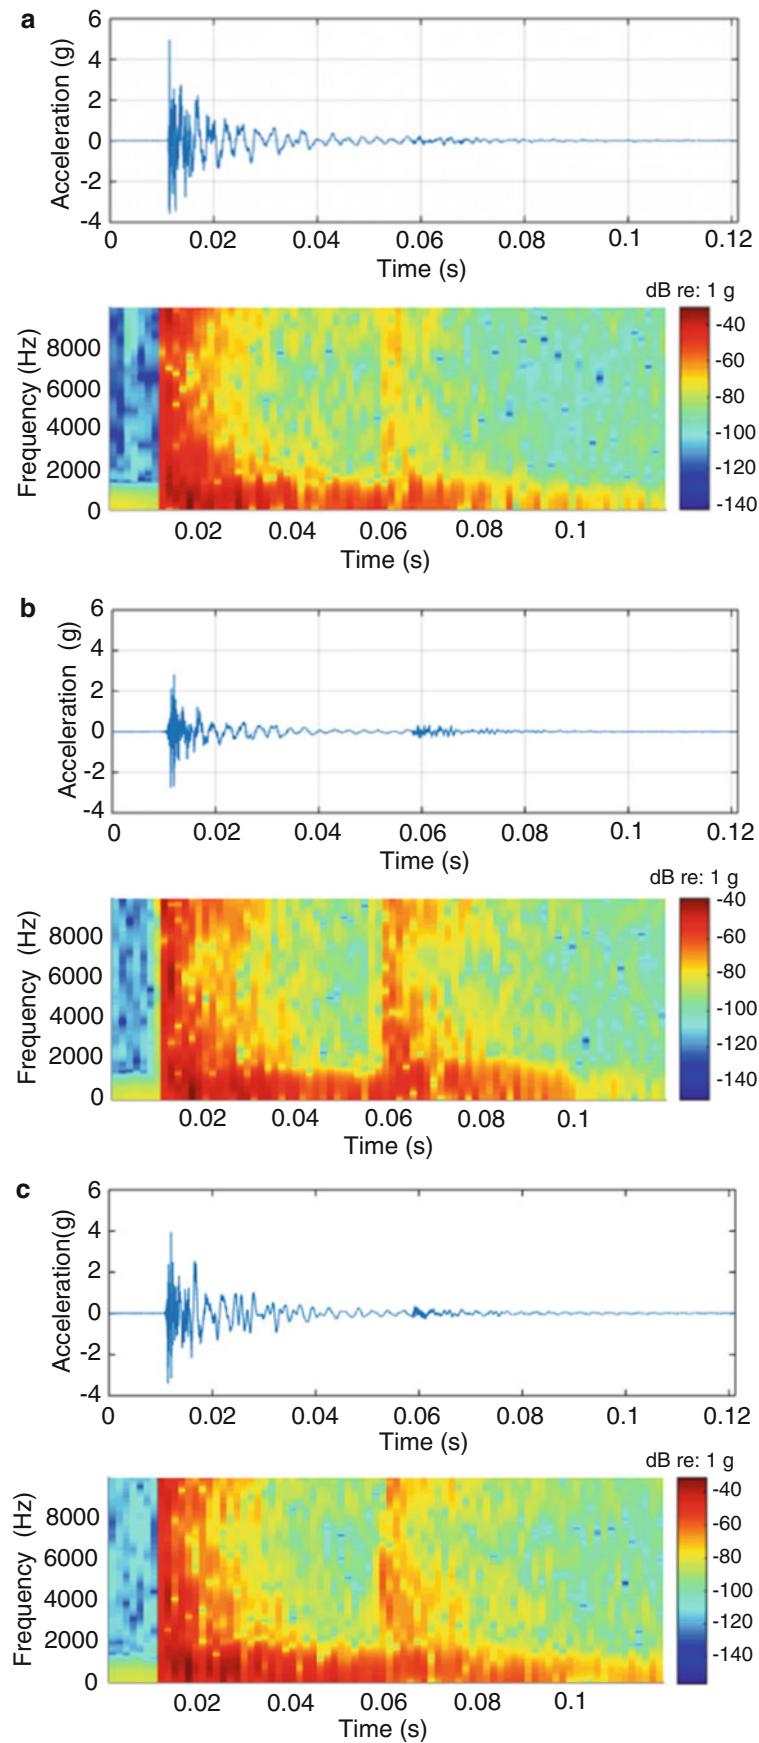 a
6
4
2
0
-2
-4
Acceleration (g)
0 0.02 0.04 0.06 0.08 0.1 0.12
Time (s)
dB re: 1 g
8000
6000
4000
2000
0
Frequency (Hz)
-40
-60
-80
-100
-120
-140
0.02 0.04 0.06 0.08 0.1
Time (s)
b
6
4
2
0
-2
-4
Acceleration (g)
0 0.02 0.04 0.06 0.08 0.1 0.12
Time (s)
dB re: 1 g
8000
6000
4000
2000
0
Frequency (Hz)
-40
-60
-80
-100
-120
-140
0.02 0.04 0.06 0.08 0.1
Time (s)
c
6
4
2
0
-2
-4
Acceleration(g)
0 0.02 0.04 0.06 0.08 0.1 0.12
Time (s)
dB re: 1 g
8000
6000
4000
2000
0
Frequency (Hz)
-40
-60
-80
-100
-120
-140
0.02 0.04 0.06 0.08 0.1
Time (s)